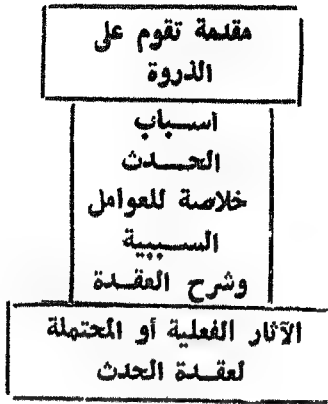 مقدمة تقوم على
الذروة
اسباب
الحدث
خلاصة للعوامل
السببية
وشرح العقدة
الآثار الفعلية أو المحتملة
لعقدة الحدث